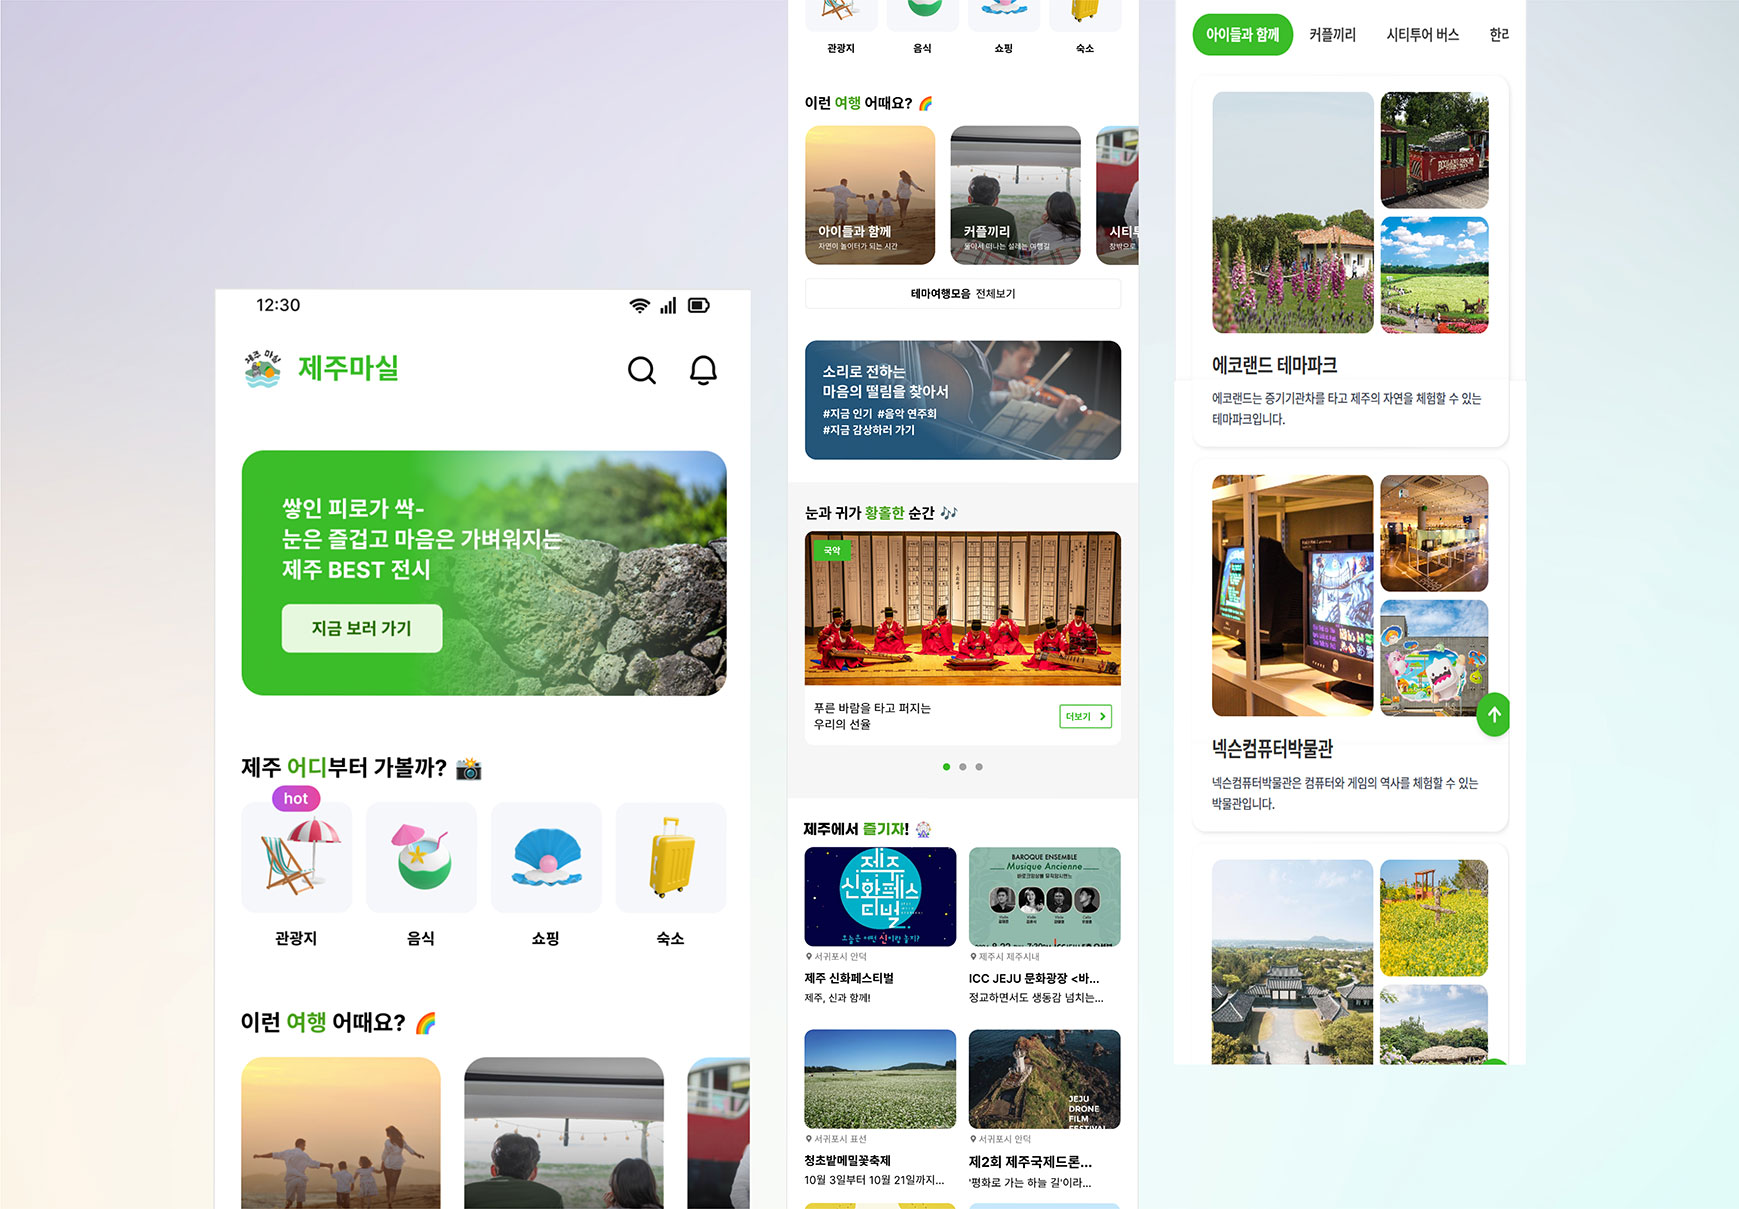 12:30
제주 마실
제주마실
쌓인 피로가 싹-
눈은 즐겁고 마음은 가벼워지는
제주 BEST 전시
지금 보러 가기
제주 어디부터 가볼까?
hot
관광지
음식
쇼핑
숙소
이런 여행 어때요?
관광지
음식
쇼핑
숙소
이런 여행 어때요?
아이들과 함께
자연이 놀이터가 되는 시간
커플끼리
둘이서 떠나는 설레는 여행길
시티투
창밖으로
테마여행모음 전체보기
소리로 전하는
마음의 떨림을 찾아서
#지금 인기 #음악 연주회
#지금 감상하러 가기
눈과 귀가 황홀한 순간
국악
푸른 바람을 타고 퍼지는
우리의 선율
더보기
제주에서 즐기자!
제주
신화페스
티벌
오늘은 어떤 신이랑 놀지?
서귀포시 안덕
제주 신화페스티벌
제주, 신과 함께!
BAROQUE ENSEMBLE
Musique Ancienne
제주시 제주시내
ICC JEJU 문화광장 <바...
정교하면서도 생동감 넘치는...
서귀포시 표선
청초밭메밀꽃축제
10월 3일부터 10월 21일까지...
JEJU
DRONE
FILM
FESTIVAL
서귀포시 안덕
제2회 제주국제드론...
'평화로 가는 하늘 길'이라...
아이들과 함께
커플끼리
시티투어 버스
한라
에코랜드 테마파크
에코랜드는 증기기관차를 타고 제주의 자연을 체험할 수 있는
테마파크입니다.
넥슨컴퓨터박물관
넥슨컴퓨터박물관은 컴퓨터와 게임의 역사를 체험할 수 있는
박물관입니다.